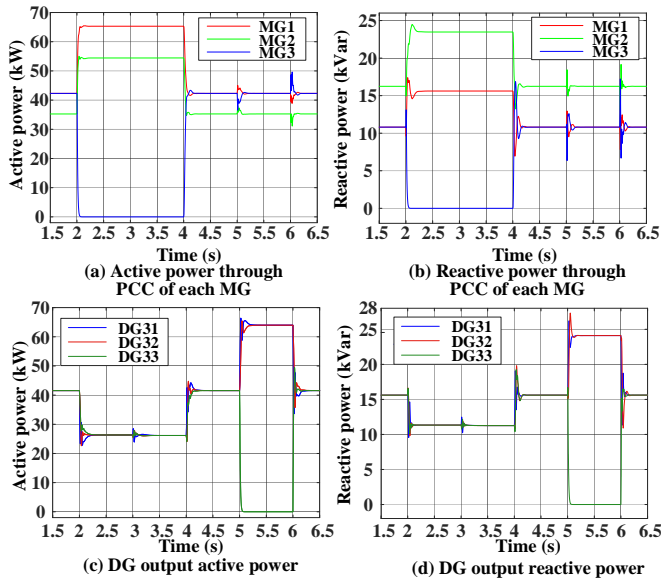 Active power (kW)
70
60
50
40
30
20
10
0
MG1
MG2
MG3
1.5 2 2.5 3 3.5 4 4.5 5 5.5 6 6.5
Time (s)
(a) Active power through
PCC of each MG
Reactive power (kVar)
25
20
15
10
5
0
MG1
MG2
MG3
1.5 2 2.5 3 3.5 4 4.5 5 5.5 6 6.5
Time (s)
(b) Reactive power through
PCC of each MG
Active power (kW)
70
60
50
40
30
20
10
0
DG31
DG32
DG33
1.5 2 2.5 3 3.5 4 4.5 5 5.5 6 6.5
Time (s)
(c) DG output active power
Reactive power (kVar)
28
25
20
15
10
5
0
DG31
DG32
DG33
1.5 2 2.5 3 3.5 4 4.5 5 5.5 6 6.5
Time (s)
(d) DG output reactive power